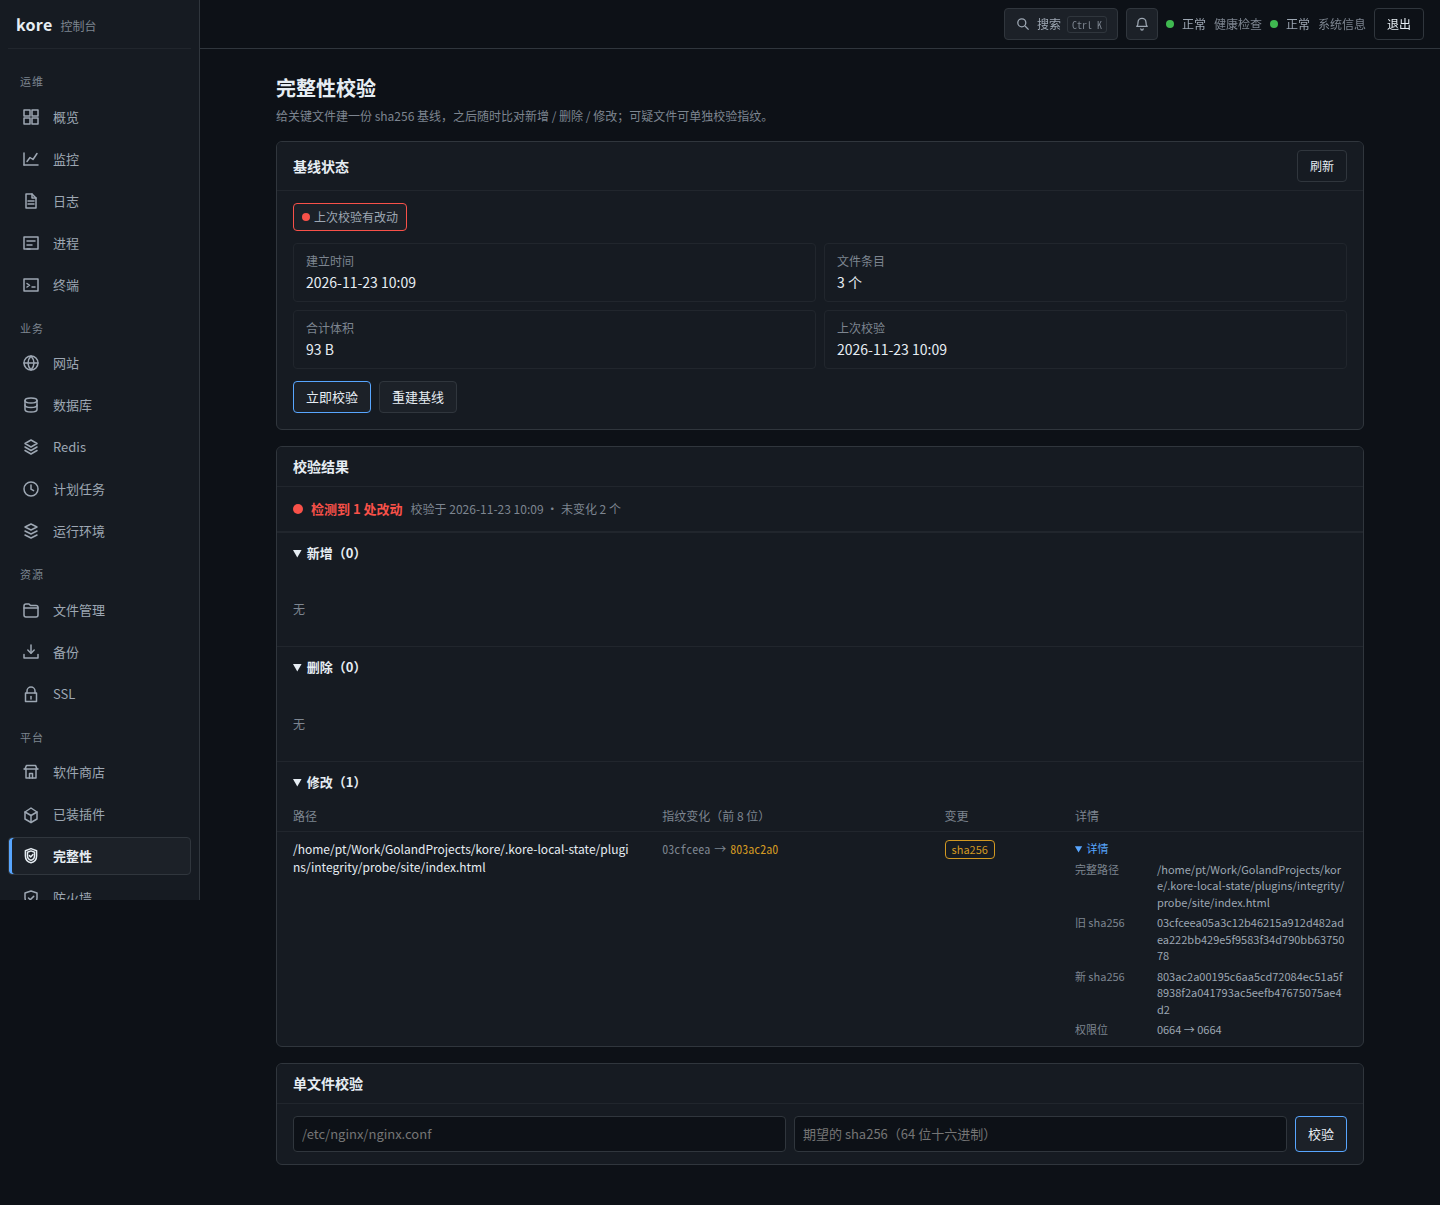 kore 控制台
搜索 Ctrl K 正常 健康检查 正常 系统信息 退出
运维
概览
监控
日志
进程
终端
业务
网站
数据库
Redis
计划任务
运行环境
资源
文件管理
备份
SSL
平台
软件商店
已装插件
完整性
防火墙
完整性校验
给关键文件建一份 sha256 基线，之后随时比对新增 / 删除 / 修改；可疑文件可单独校验指纹。
基线状态
刷新
上次校验有改动
建立时间
2026-11-23 10:09
文件条目
3 个
合计体积
93 B
上次校验
2026-11-23 10:09
立即校验 重建基线
校验结果
检测到 1 处改动 校验于 2026-11-23 10:09 · 未变化 2 个
▼ 新增（0）
无
▼ 删除（0）
无
▼ 修改（1）
路径 指纹变化（前 8 位） 变更 详情
/home/pt/Work/GolandProjects/kore/.kore-local-state/plugi
ns/integrity/probe/site/index.html
03cfceea → 803ac2a0
sha256
▼ 详情
完整路径
/home/pt/Work/GolandProjects/kor
e/.kore-local-state/plugins/integrity/
probe/site/index.html
旧 sha256
03cfceea05a3c12b46215a912d482ad
ea222bb429e5f9583f34d790bb63750
78
新 sha256
803ac2a00195c6aa5cd72084ec51a5f
8938f2a041793ac5eefb47675075ae4
d2
权限位
0664 → 0664
单文件校验
/etc/nginx/nginx.conf
期望的 sha256（64 位十六进制）
校验